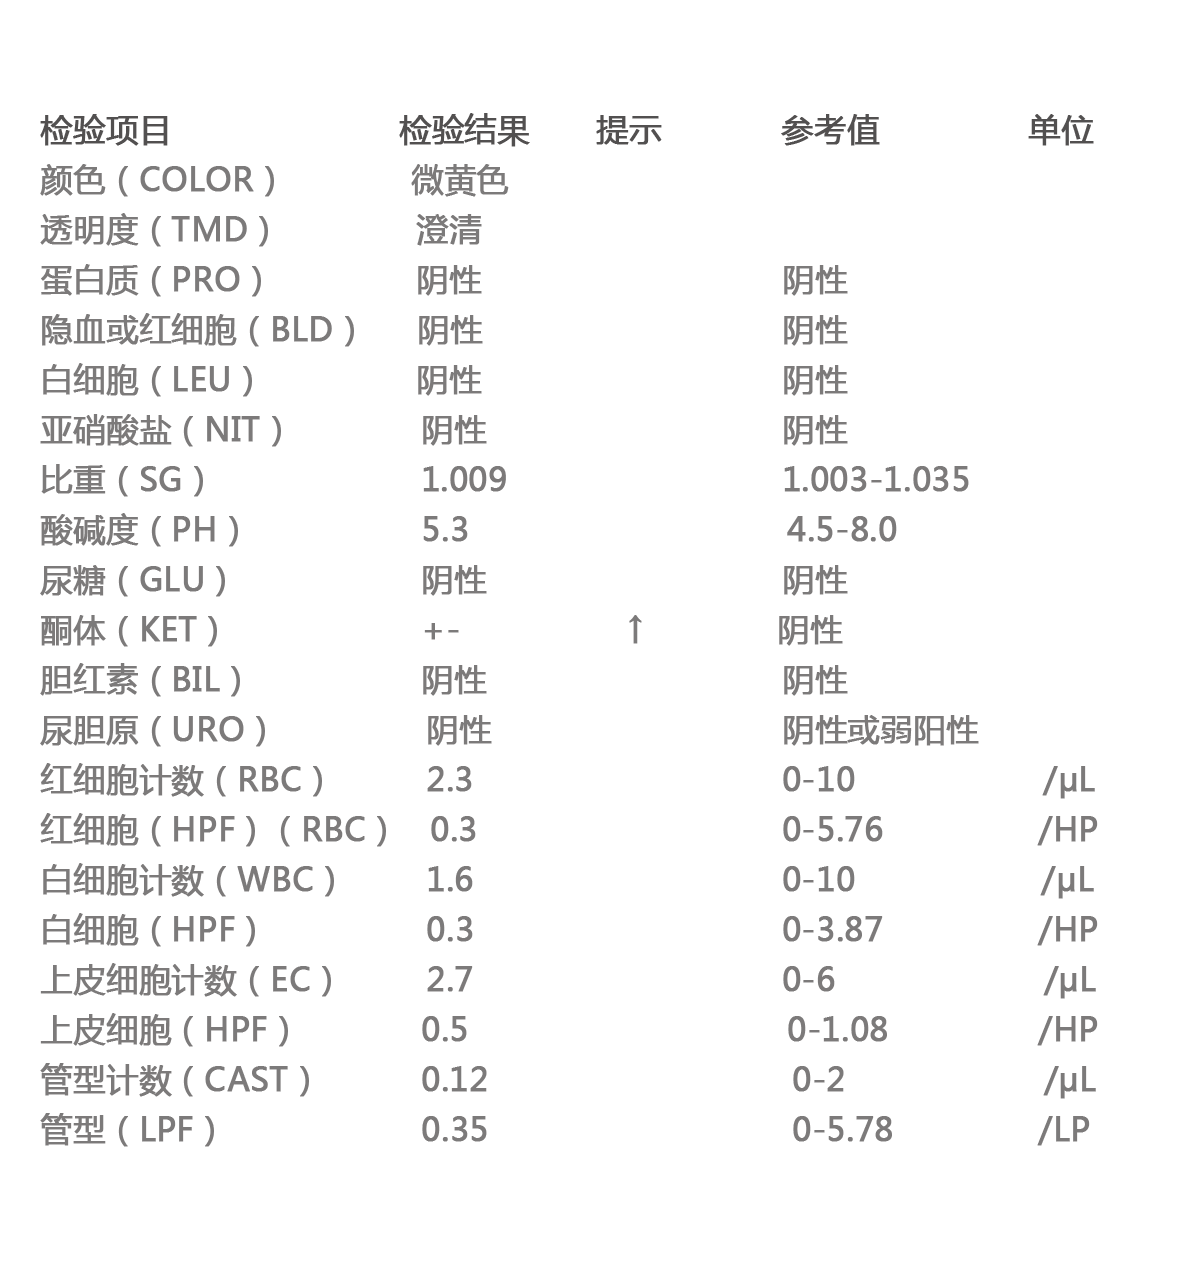 检验项目 检验结果 提示 参考值 单位
颜色（COLOR） 微黄色
透明度（TMD） 澄清
蛋白质（PRO） 阴性 阴性
隐血或红细胞（BLD） 阴性 阴性
白细胞（LEU） 阴性 阴性
亚硝酸盐（NIT） 阴性 阴性
比重（SG） 1.009 1.003-1.035
酸碱度（PH） 5.3 4.5-8.0
尿糖（GLU） 阴性 阴性
酮体（KET） +- ↑ 阴性
胆红素（BIL） 阴性 阴性
尿胆原（URO） 阴性 阴性或弱阳性
红细胞计数（RBC） 2.3 0-10 /μL
红细胞（HPF）（RBC） 0.3 0-5.76 /HP
白细胞计数（WBC） 1.6 0-10 /μL
白细胞（HPF） 0.3 0-3.87 /HP
上皮细胞计数（EC） 2.7 0-6 /μL
上皮细胞（HPF） 0.5 0-1.08 /HP
管型计数（CAST） 0.12 0-2 /μL
管型（LPF） 0.35 0-5.78 /LP